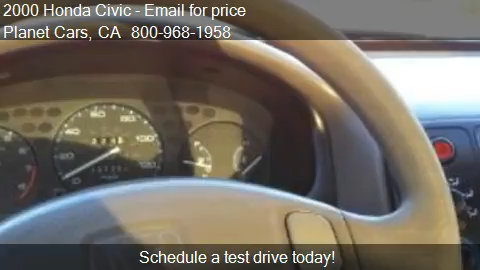 2000 Honda Civic - Email for price
Planet Cars, CA 800-968-1958
Schedule a test drive today!